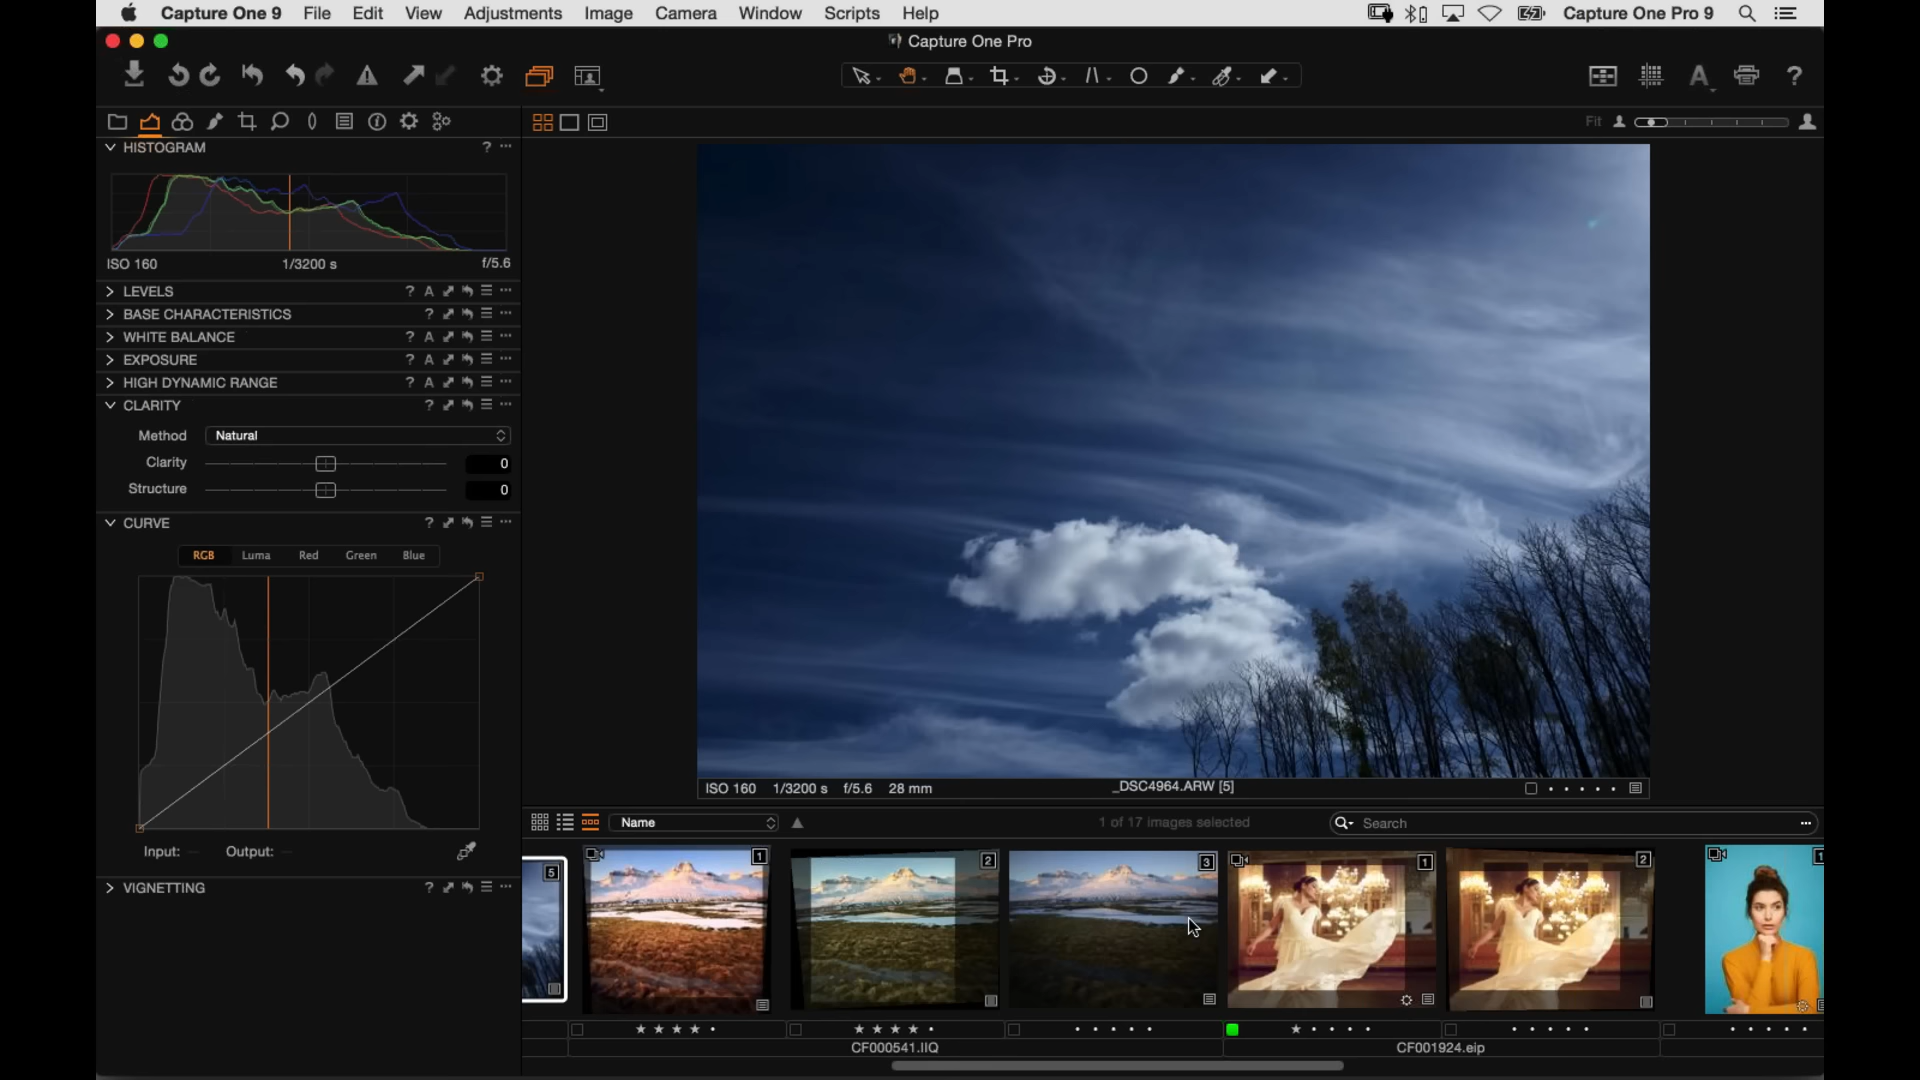 Capture One 9 File Edit View Adjustments Image Camera Window Scripts Help Capture One Pro 9
Capture One Pro
A ?
Fit
HISTOGRAM ?
ISO 160 1/3200 s f/5.6
LEVELS ? A
BASE CHARACTERISTICS ?
WHITE BALANCE ? A
EXPOSURE ? A
HIGH DYNAMIC RANGE ? A
CLARITY ?
Method Natural
Clarity 0
Structure 0
CURVE ?
RGB Luma Red Green Blue
Input: Output:
VIGNETTING ?
ISO 160 1/3200 s f/5.6 28 mm _DSC4964.ARW [5]
Name 1 of 17 images selected Search
5 1 2 3 1 2 1
CF000541.IIQ CF001924.eip